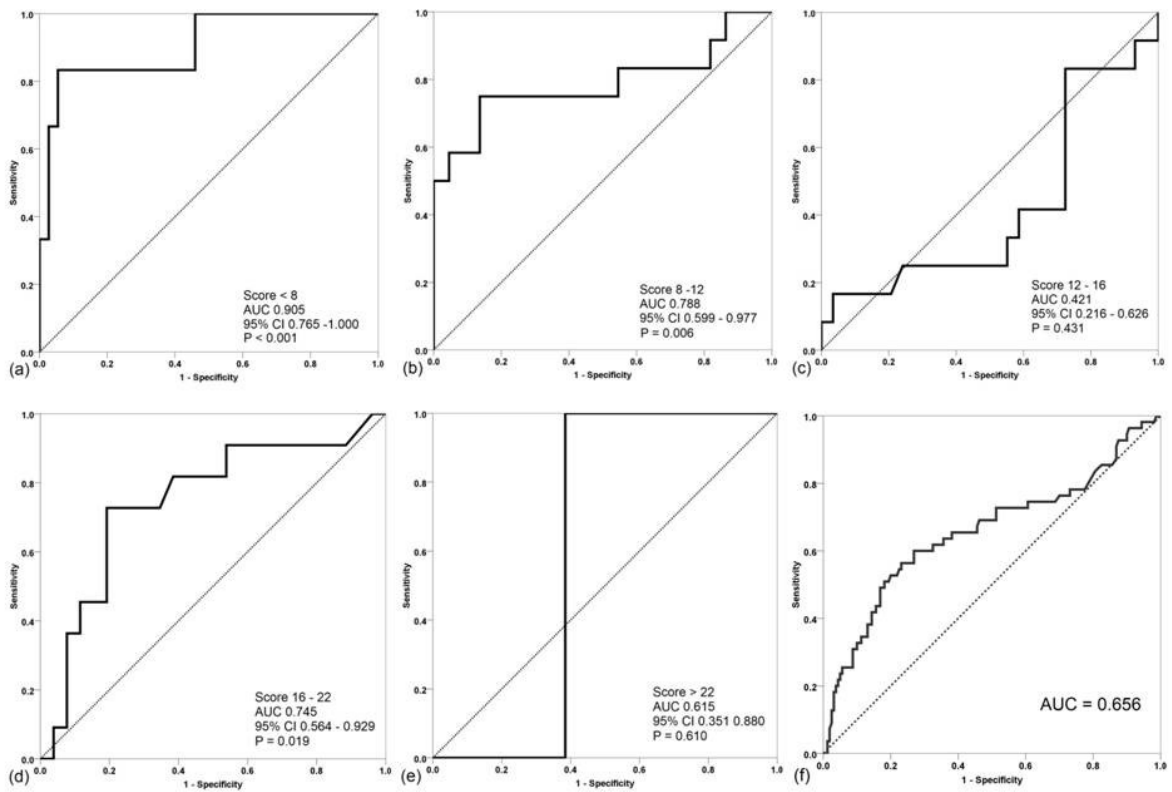 1.0
0.8
0.6
0.4
0.2
0.0
Sensitivity
Score < 8
AUC 0.905
95% CI 0.765 -1.000
P < 0.001
0.0 0.2 0.4 0.6 0.8 1.0
1 - Specificity
(a)
1.0
0.8
0.6
0.4
0.2
0.0
Sensitivity
Score 8 -12
AUC 0.788
95% CI 0.599 - 0.977
P = 0.006
0.0 0.2 0.4 0.6 0.8 1.0
1 - Specificity
(b)
1.0
0.8
0.6
0.4
0.2
0.0
Sensitivity
Score 12 - 16
AUC 0.421
95% CI 0.216 - 0.626
P = 0.431
0.0 0.2 0.4 0.6 0.8 1.0
1 - Specificity
(c)
1.0
0.8
0.6
0.4
0.2
0.0
Sensitivity
Score 16 - 22
AUC 0.745
95% CI 0.564 - 0.929
P = 0.019
0.0 0.2 0.4 0.6 0.8 1.0
1 - Specificity
(d)
1.0
0.8
0.6
0.4
0.2
0.0
Sensitivity
Score > 22
AUC 0.615
95% CI 0.351 0.880
P = 0.610
0.0 0.2 0.4 0.6 0.8 1.0
1 - Specificity
(e)
1.0
0.8
0.6
0.4
0.2
0.0
Sensitivity
AUC = 0.656
0.0 0.2 0.4 0.6 0.8 1.0
1 - Specificity
(f)